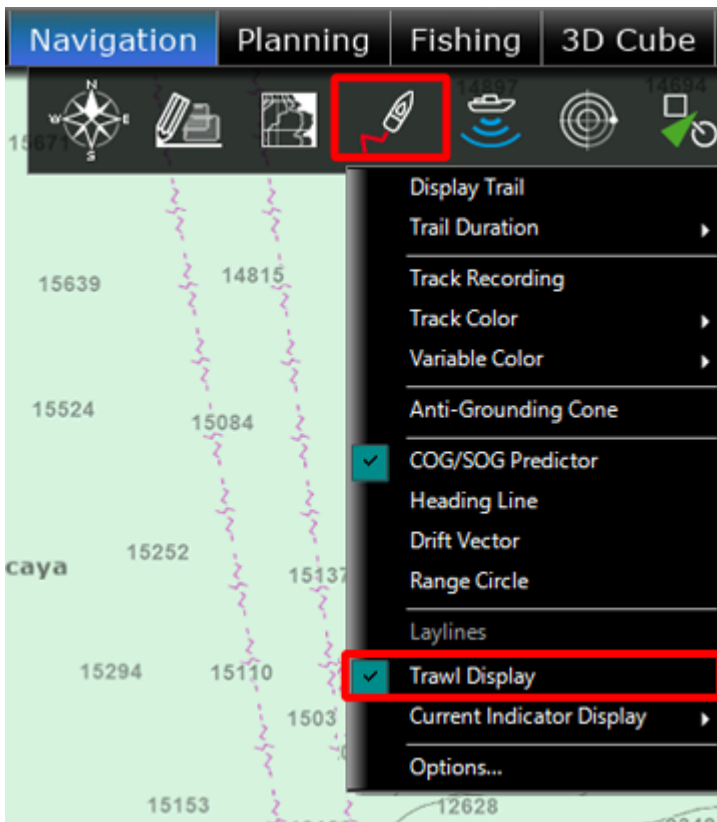 Navigation Planning Fishing 3D Cube
N
14897 14694
W E
S
Display Trail
Trail Duration
Track Recording
15639 14815
Track Color
Variable Color
15524 15084
Anti-Grounding Cone
COG/SOG Predictor
Heading Line
Drift Vector
15252
caya 15137
Range Circle
Laylines
15294 15110
Trawl Display
1503
Current Indicator Display
Options...
15153 12628